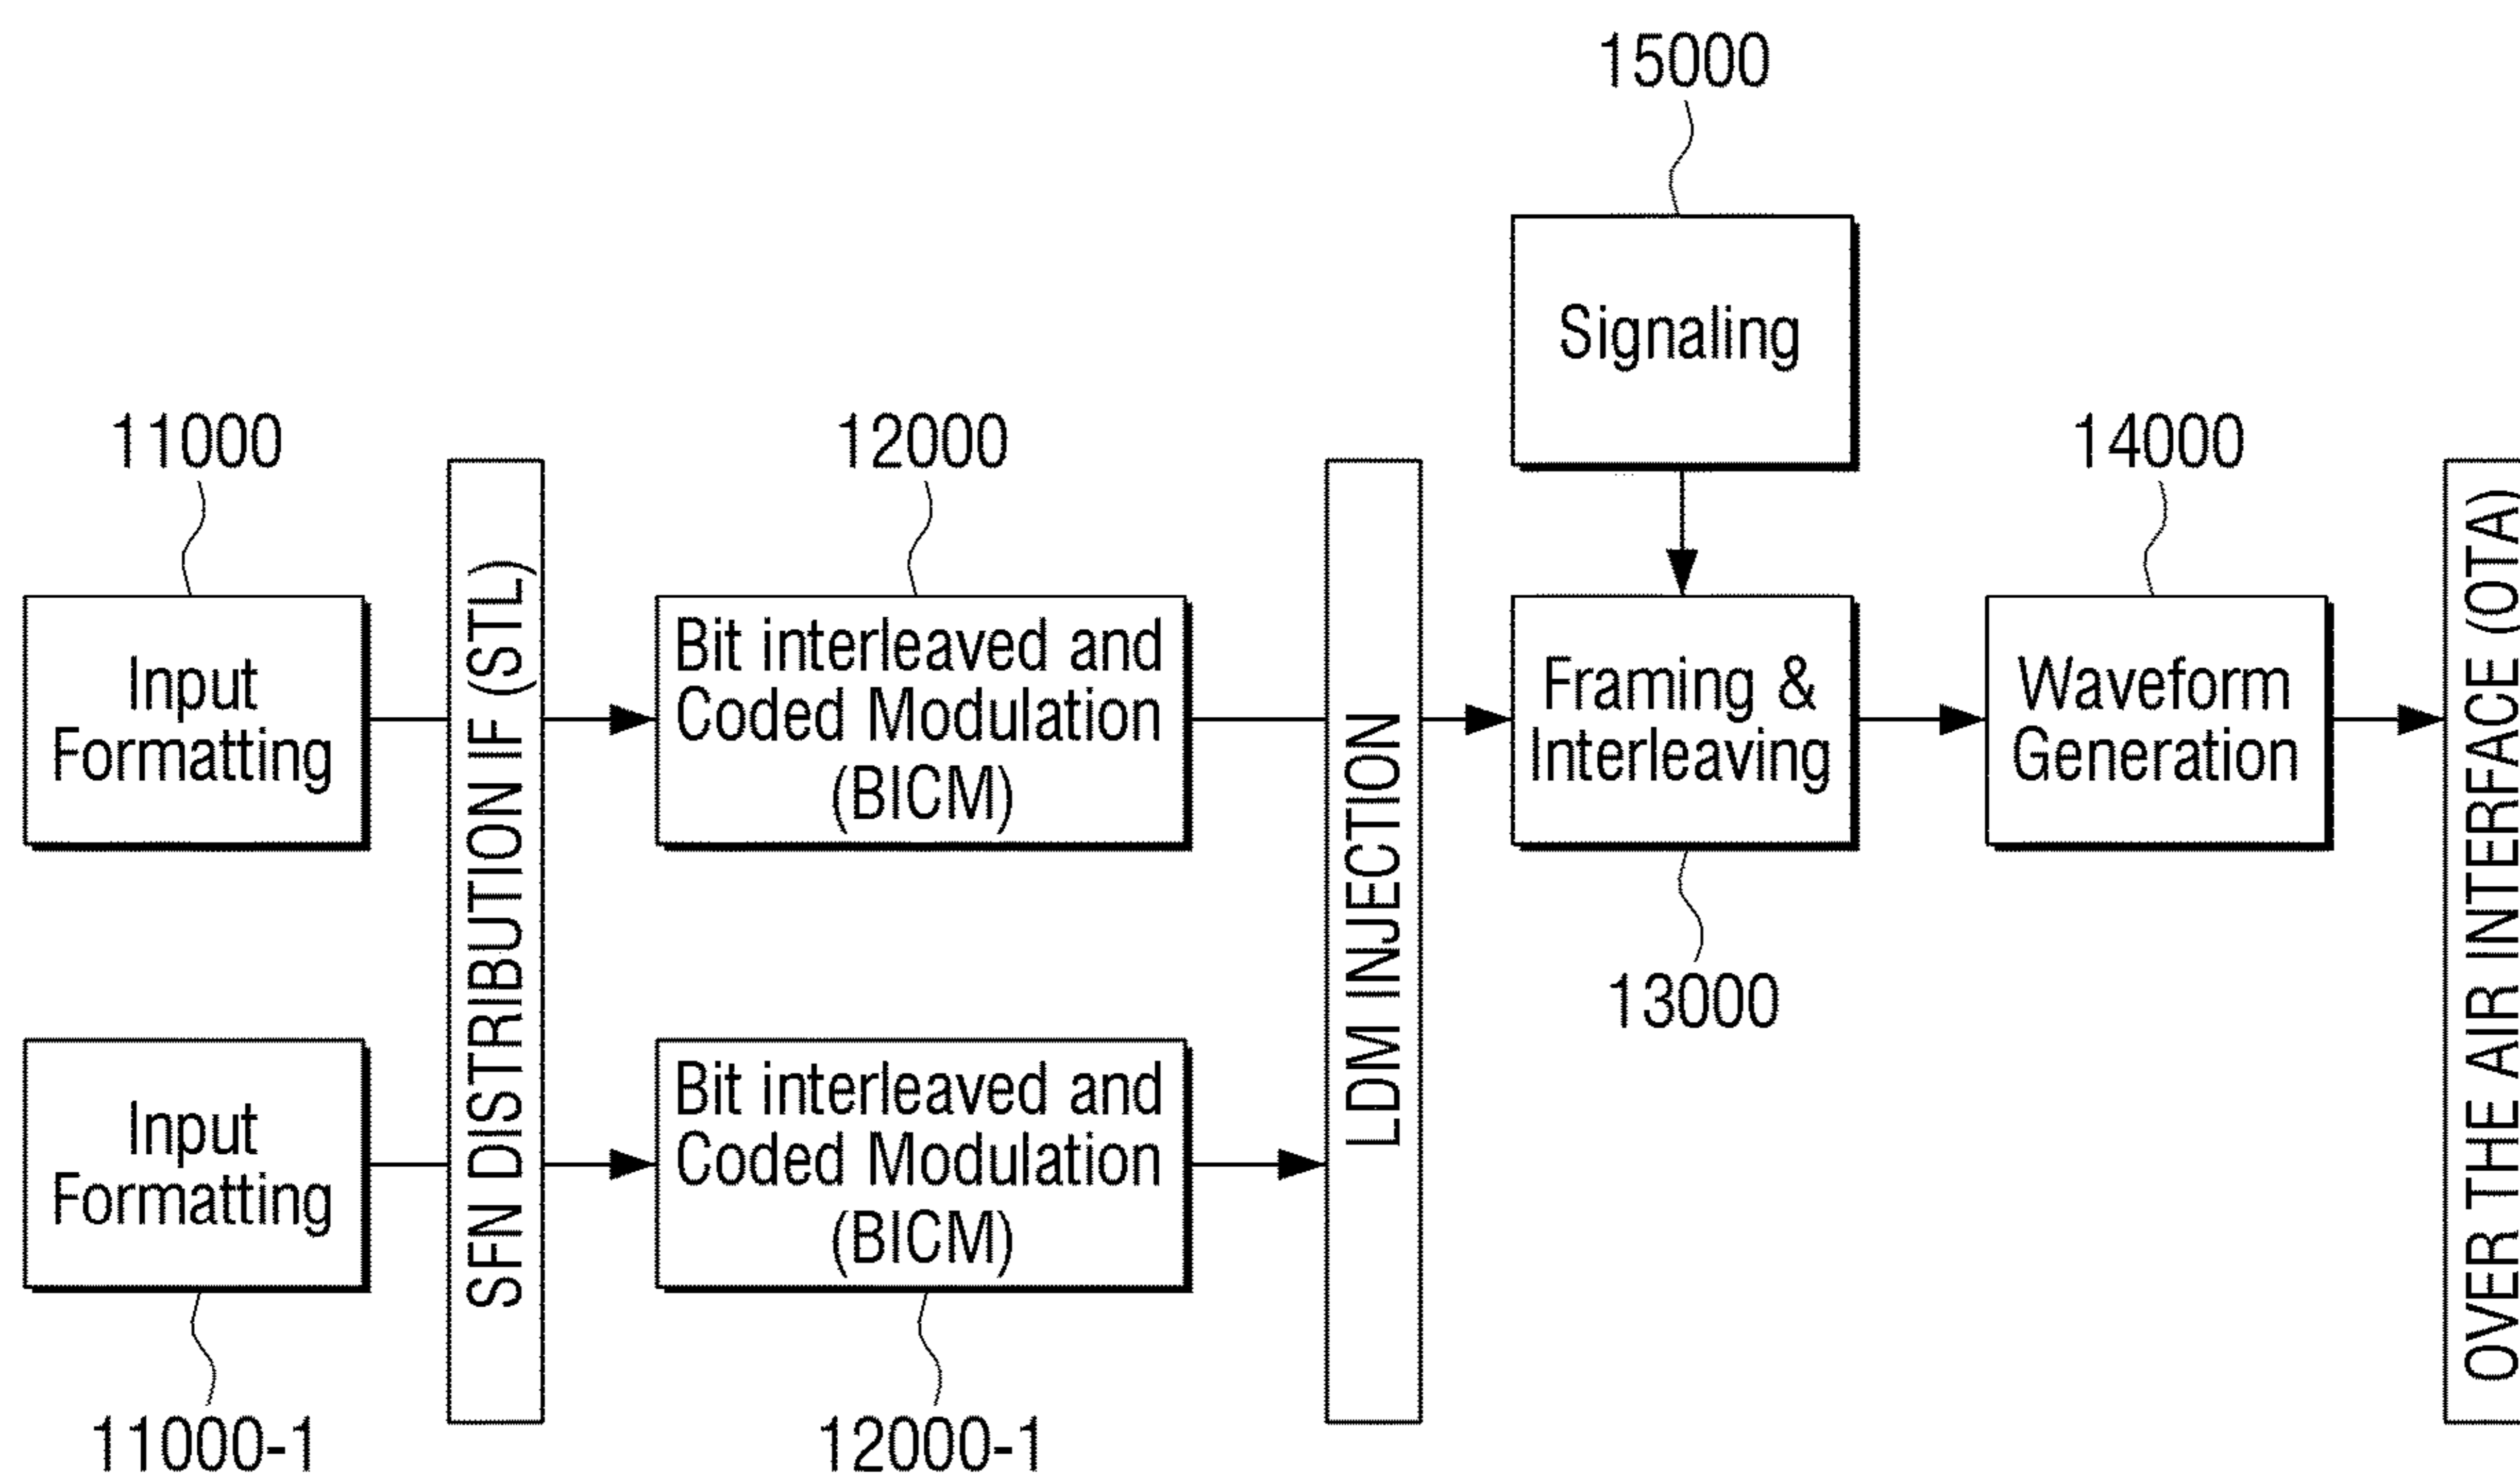 15000
Signaling
11000
12000
14000
Input
Formatting
SFN DISTRIBUTION IF (STL)
Bit interleaved and
Coded Modulation
(BICM)
LDM INJECTION
Framing &
Interleaving
Waveform
Generation
OVER THE AIR INTERFACE (OTA)
13000
Input
Formatting
Bit interleaved and
Coded Modulation
(BICM)
11000-1
12000-1